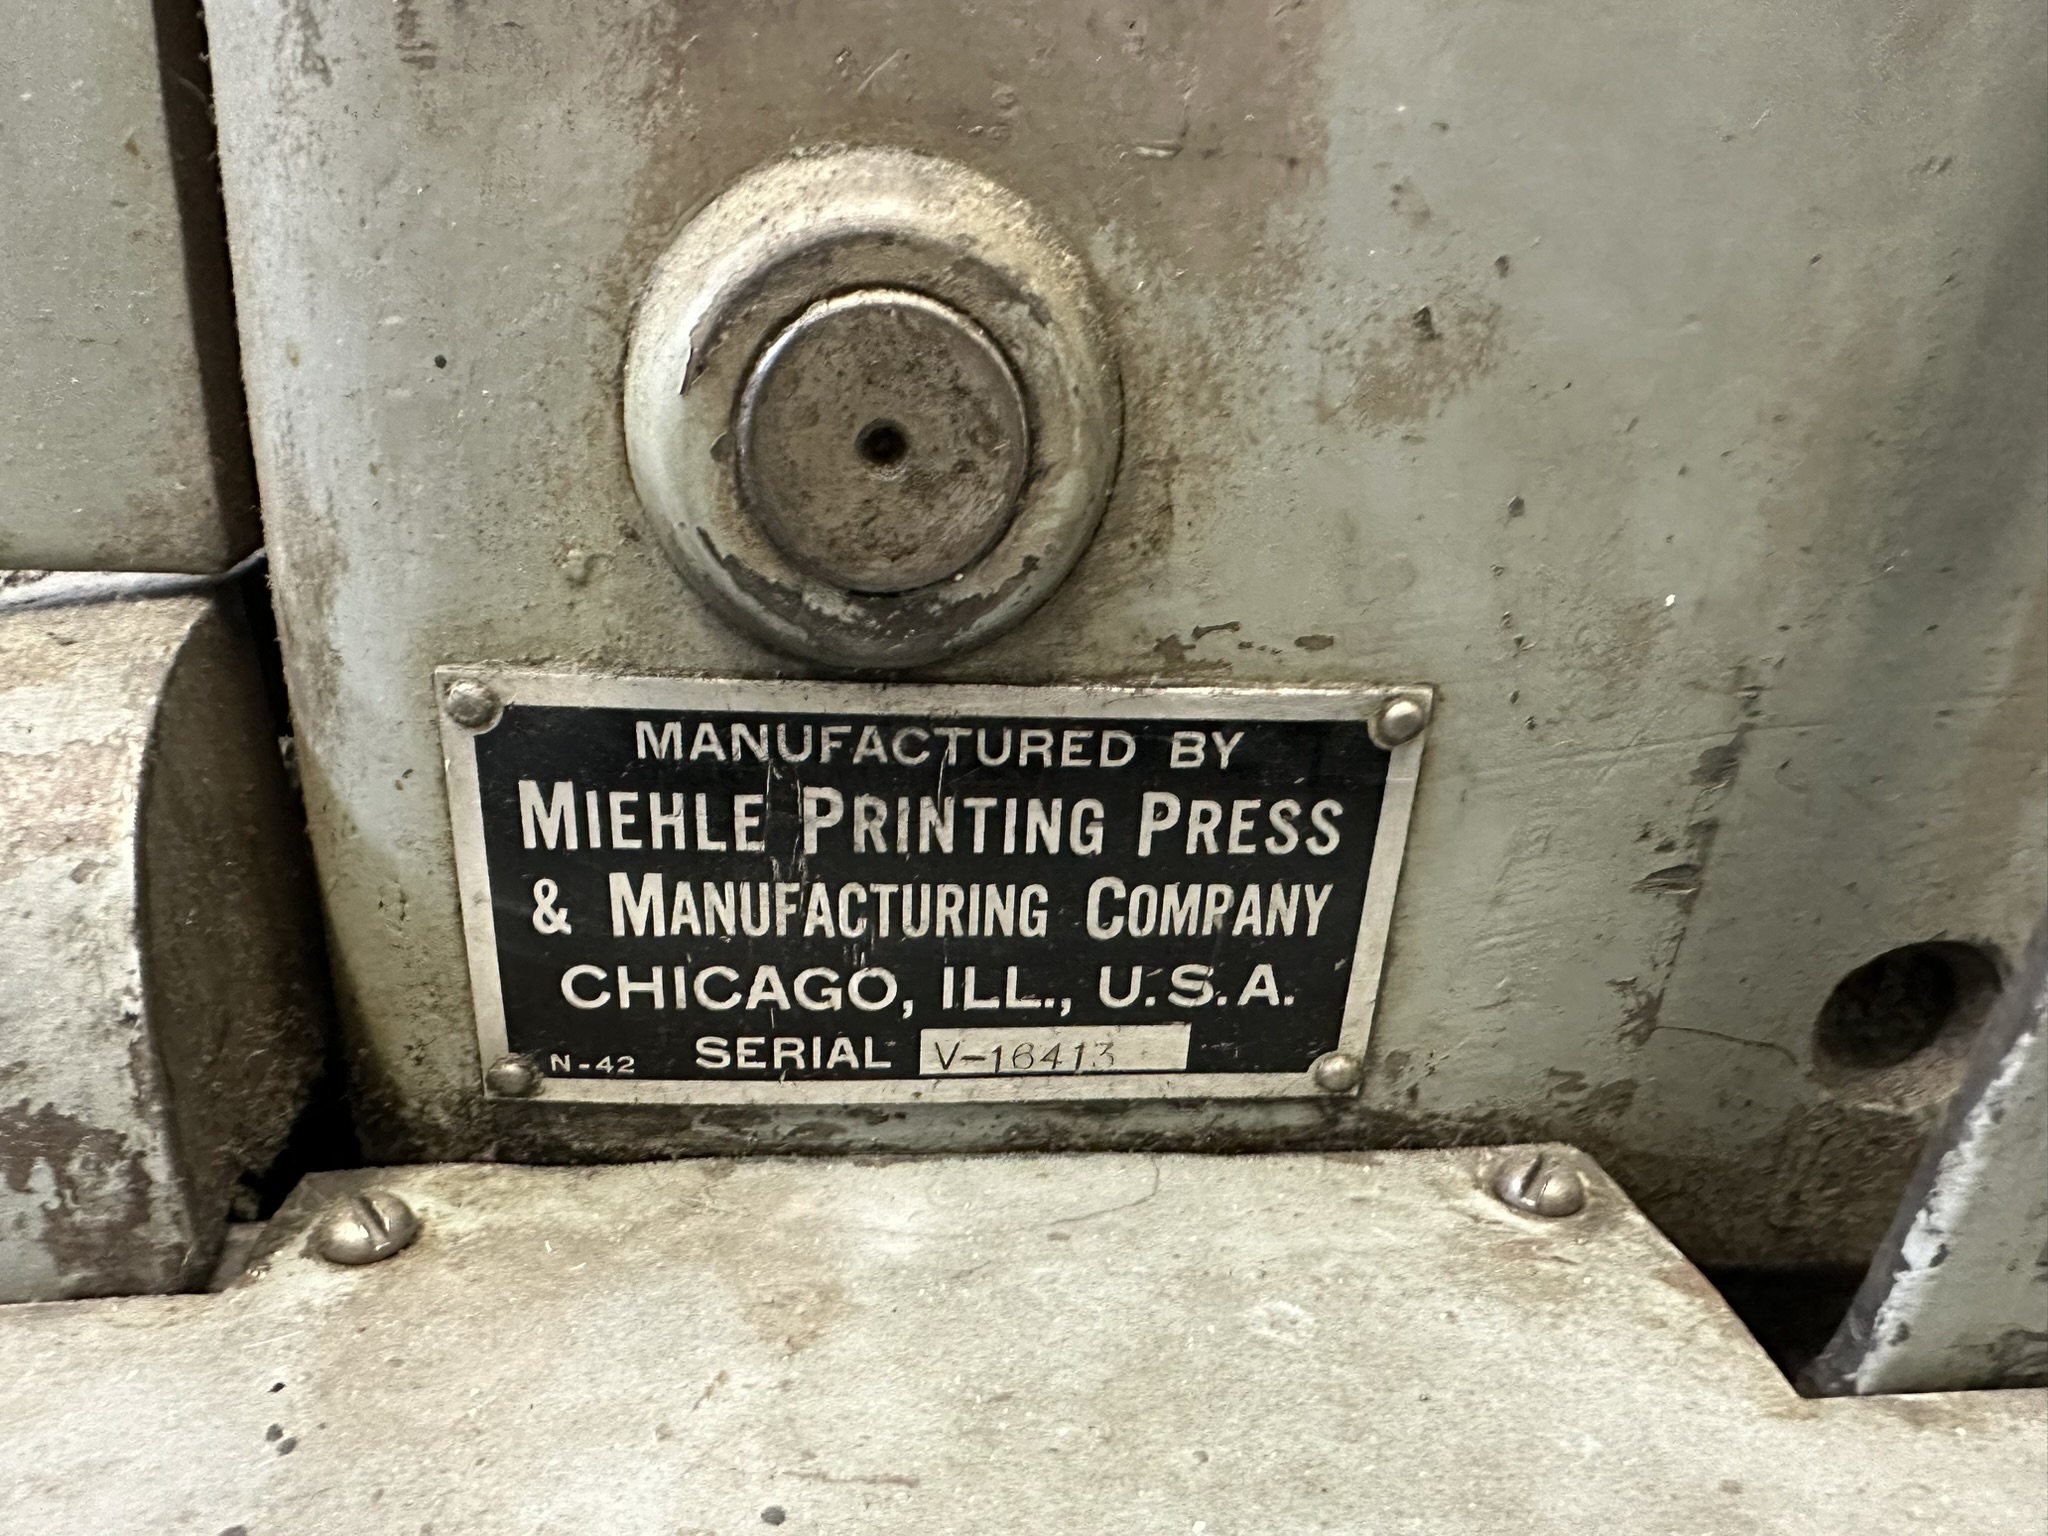 MANUFACTURED BY
MIEHLE PRINTING PRESS
& MANUFACTURING COMPANY
CHICAGO, ILL., U.S.A.
N-42 SERIAL V-16413